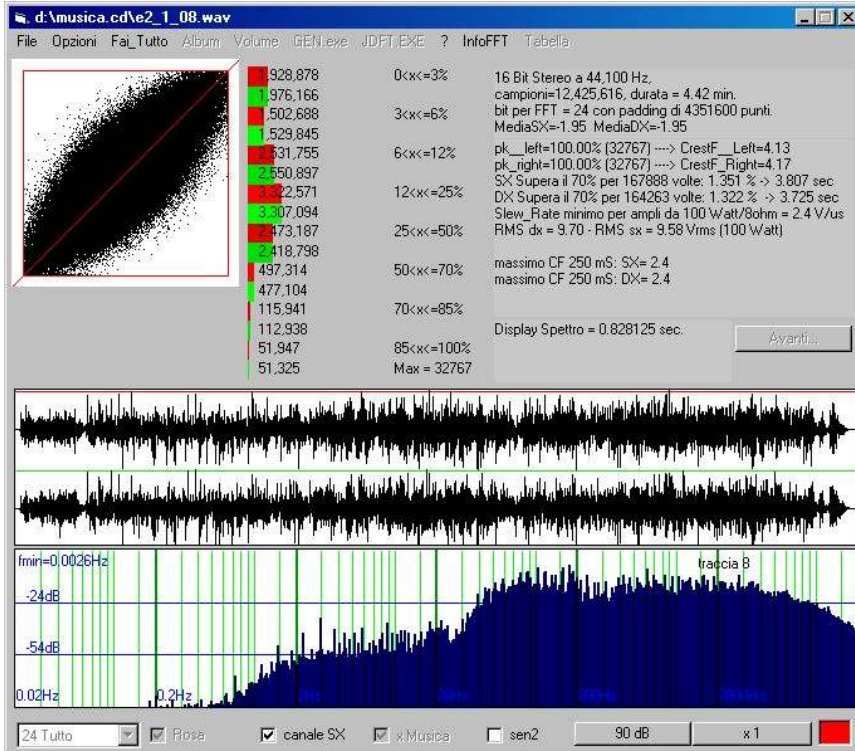 d:\musica.cd\e2_1_08.wav
File Opzioni Fai_Tutto Album Volume GEN.exe JDFT.EXE ? InfoFFT Tabella
1,928,878 0<x<=3%
1,976,166
1,502,688 3<x<=6%
1,529,845
2,531,755 6<x<=12%
2,550,897
3,322,571 12<x<=25%
3,307,094
2,473,187 25<x<=50%
2,418,798
497,314 50<x<=70%
477,104
115,941 70<x<=85%
112,938
51,947 85<x<=100%
51,325 Max = 32767
16 Bit Stereo a 44,100 Hz,
campioni=12,425,616, durata = 4.42 min.
bit per FFT = 24 con padding di 4351600 punti.
MediaSX=-1.95 MediaDX=-1.95
pk__left=100.00% [32767] ----> CrestF__Left=4.13
pk_right=100.00% [32767] ----> CrestF_Right=4.17
SX Supera il 70% per 167888 volte: 1.351 % -> 3.807 sec
DX Supera il 70% per 164263 volte: 1.322 % -> 3.725 sec
Slew_Rate minimo per ampli da 100 Watt/8ohm = 2.4 V/us
RMS dx = 9.70 - RMS sx = 9.58 Vrms (100 Watt)
massimo CF 250 mS: SX= 2.4
massimo CF 250 mS: DX= 2.4
Display Spettro = 0.828125 sec.
Avanti...
fmin=0.0026Hz
traccia 8
-24dB
-54dB
0.02Hz 0.2Hz 2Hz 20Hz 200Hz 2000Hz
24 Tutto Rosa canale SX x Musica sen2 90 dB x 1